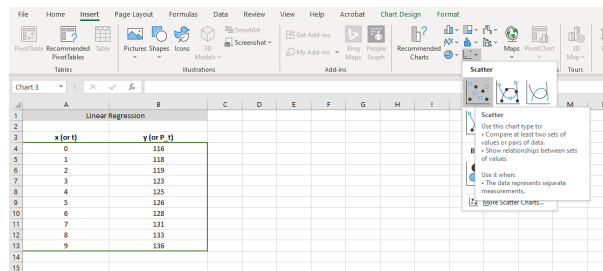 File Home Insert Page Layout Formulas Data Review View Help Acrobat Chart Design Format
PivotTable Recommended PivotTables Table
Tables
Pictures Shapes Icons 3D Models
SmartArt
Screenshot
Illustrations
Get Add-ins
My Add-ins
Bing Maps People Graph
Add-ins
Recommended Charts
Maps PivotChart
3D Map
Tours
Chart 3
fx
A B C D E F G H I M
1 Linear Regression
2
3 x (or t) y (or P_t)
4 0 116
5 1 118
6 2 119
7 3 123
8 4 125
9 5 126
10 6 128
11 7 131
12 8 133
13 9 136
14
15
Scatter
Scatter
Use this chart type to:
• Compare at least two sets of
values or pairs of data.
• Show relationships between sets
of values
Use it when:
• The data represents separate
measurements.
More Scatter Charts...